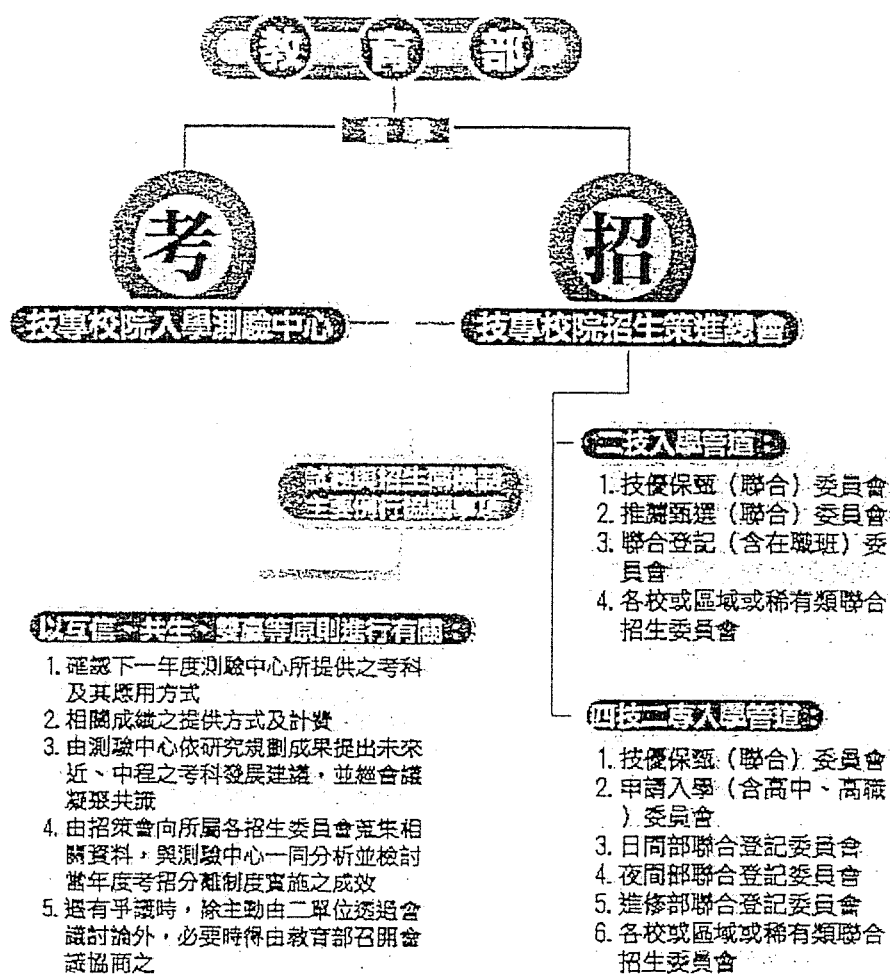 教育部
督導
考
招
技專校院入學測驗中心
技專校院招生策進總會
二技入學管道:
1. 技優保甄（聯合）委員會
2. 推薦甄選（聯合）委員會
3. 聯合登記（含在職班）委
員會
4. 各校或區域或稀有類聯合
招生委員會
以互信、共生、雙贏等原則進行有關:
1. 確認下一年度測驗中心所提供之考科
及其應用方式
2. 相關成績之提供方式及計費
3. 由測驗中心依研究規劃成果提出未來
近、中程之考科發展建議，並經會議
凝聚共識
4. 由招策會向所屬各招生委員會蒐集相
關資料，與測驗中心一同分析並檢討
當年度考招分離制度實施之成效
5. 遇有爭議時，除主動由二單位透過會
議討論外，必要時得由教育部召開會
議協商之
四技二專入學管道:
1. 技優保甄（聯合）委員會
2. 申請入學（含高中、高職
）委員會
3. 日間部聯合登記委員會
4. 夜間部聯合登記委員會
5. 進修部聯合登記委員會
6. 各校或區域或稀有類聯合
招生委員會